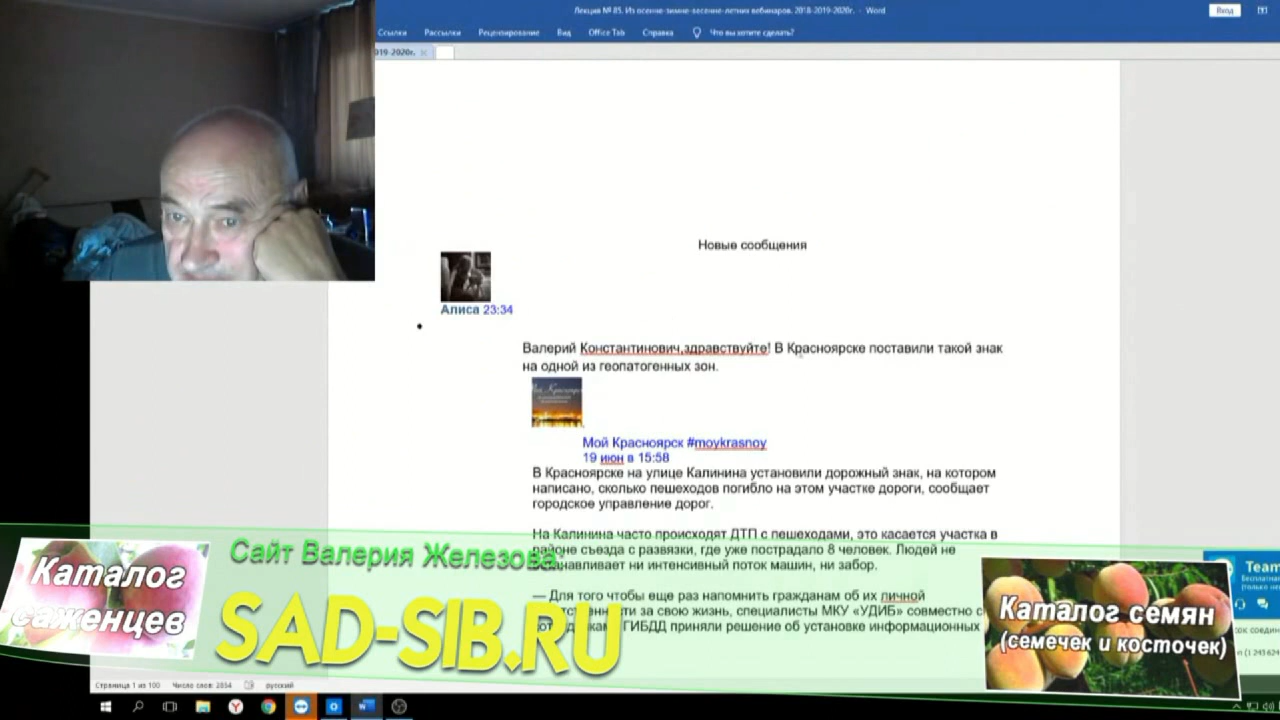 Лекция № 85. Из осенне-зимне-весенне-летних вебинаров. 2018-2019-2020г. - Word
Вход
Ссылки Рассылки Рецензирование Вид Office Tab Справка Что вы хотите сделать?
019-2020г.
Новые сообщения
Алиса 23:34
Валерий Константинович,здравствуйте! В Красноярске поставили такой знак
на одной из геопатогенных зон.
Мой Красноярск #moykrasnoy
19 июн в 15:58
В Красноярске на улице Калинина установили дорожный знак, на котором
написано, сколько пешеходов погибло на этом участке дороги, сообщает
городское управление дорог.
На Калинина часто происходят ДТП с пешеходами, это касается участка в
районе съезда с развязки, где уже пострадало 8 человек. Людей не
навливает ни интенсивный поток машин, ни забор.
— Для того чтобы еще раз напомнить гражданам об их личной
сти за свою жизнь, специалисты МКУ «УДИБ» совместно с
ГИБДД приняли решение об установке информационных
Сайт Валерия Железова:
SAD-SIB.RU
Каталог
саженцев
Каталог семян
(семечек и косточек)
Team
Страница 1 из 100 Число слов: 2854 русский